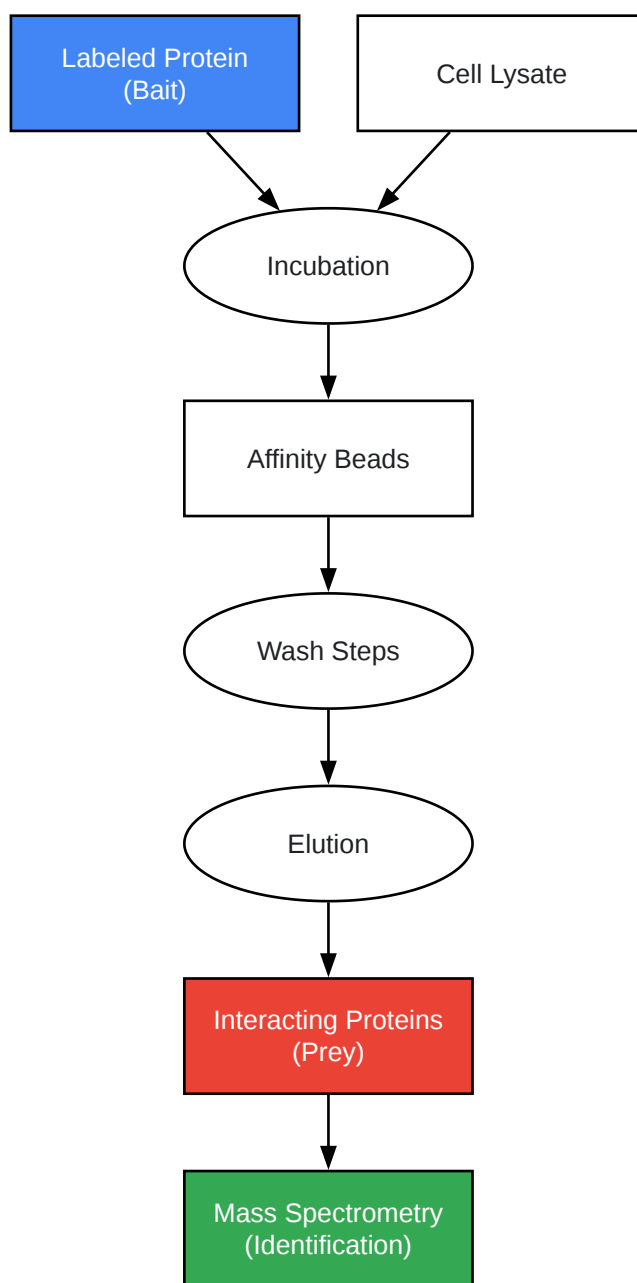 Labeled Protein
(Bait)
Cell Lysate
Incubation
Affinity Beads
Wash Steps
Elution
Interacting Proteins
(Prey)
Mass Spectrometry
(Identification)